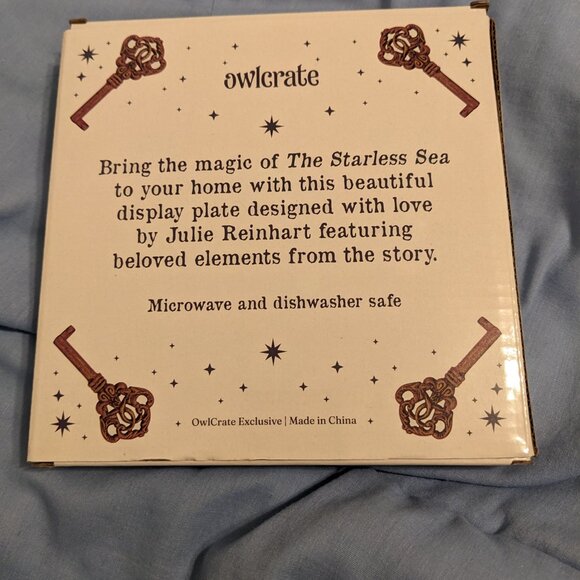 owlcrate
Bring the magic of The Starless Sea
to your home with this beautiful
display plate designed with love
by Julie Reinhart featuring
beloved elements from the story.
Microwave and dishwasher safe
OwlCrate Exclusive | Made in China